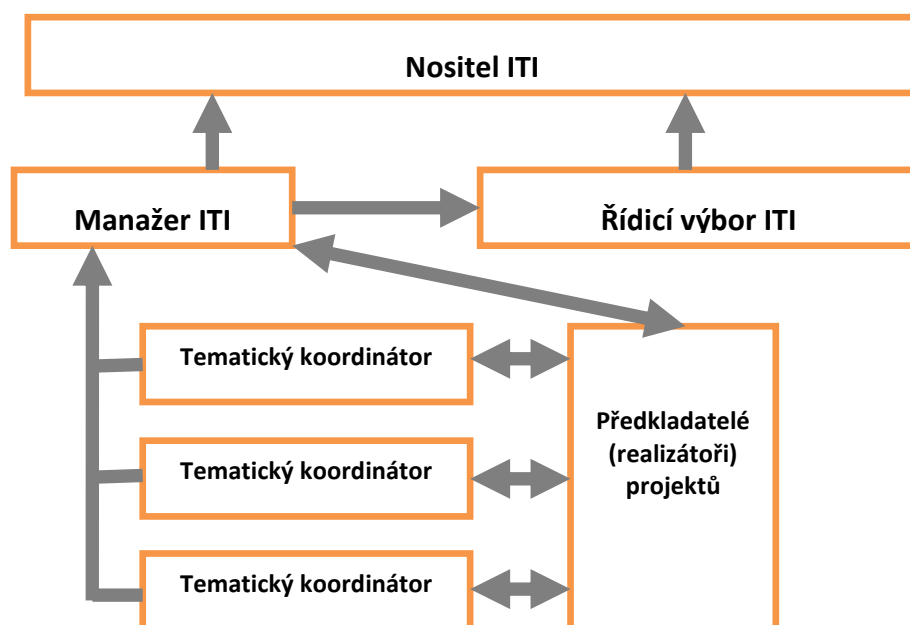 Nositel ITI
Manažer ITI
Řídicí výbor ITI
Tematický koordinátor
Předkladatelé
(realizátoři)
projektů
Tematický koordinátor
Tematický koordinátor